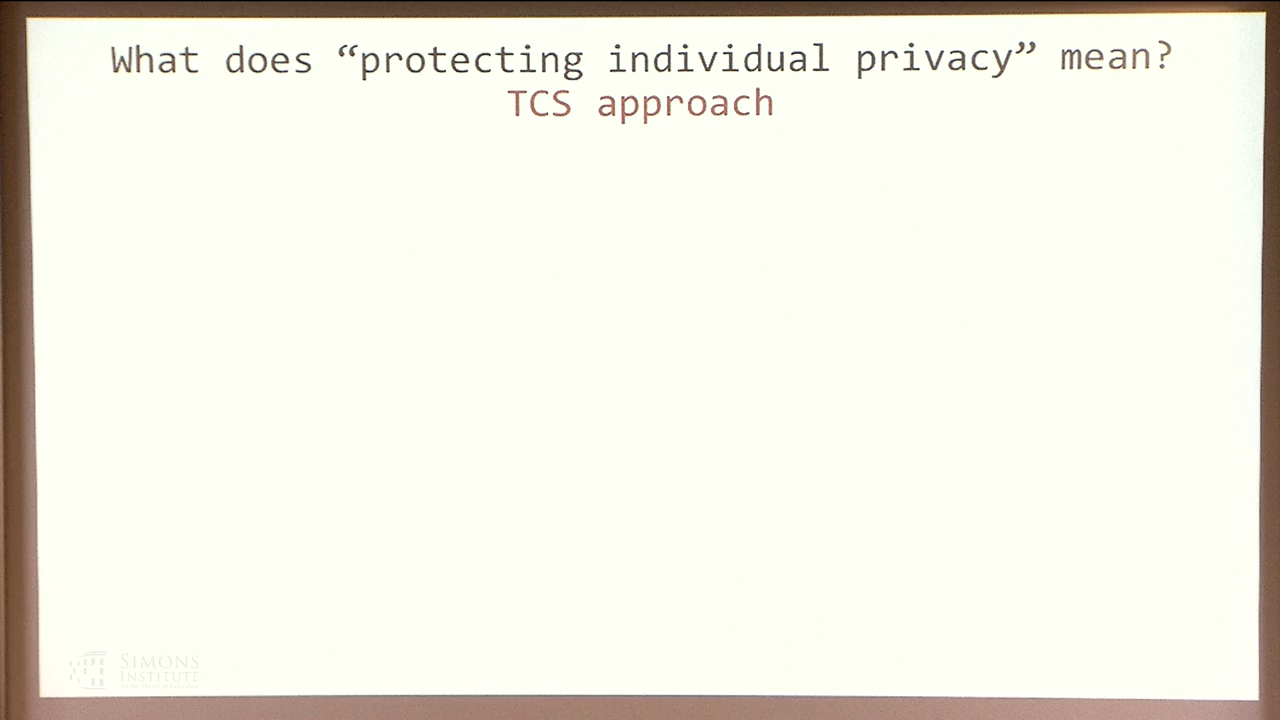 What does “protecting individual privacy” mean?
TCS approach
SIMONS
INSTITUTE